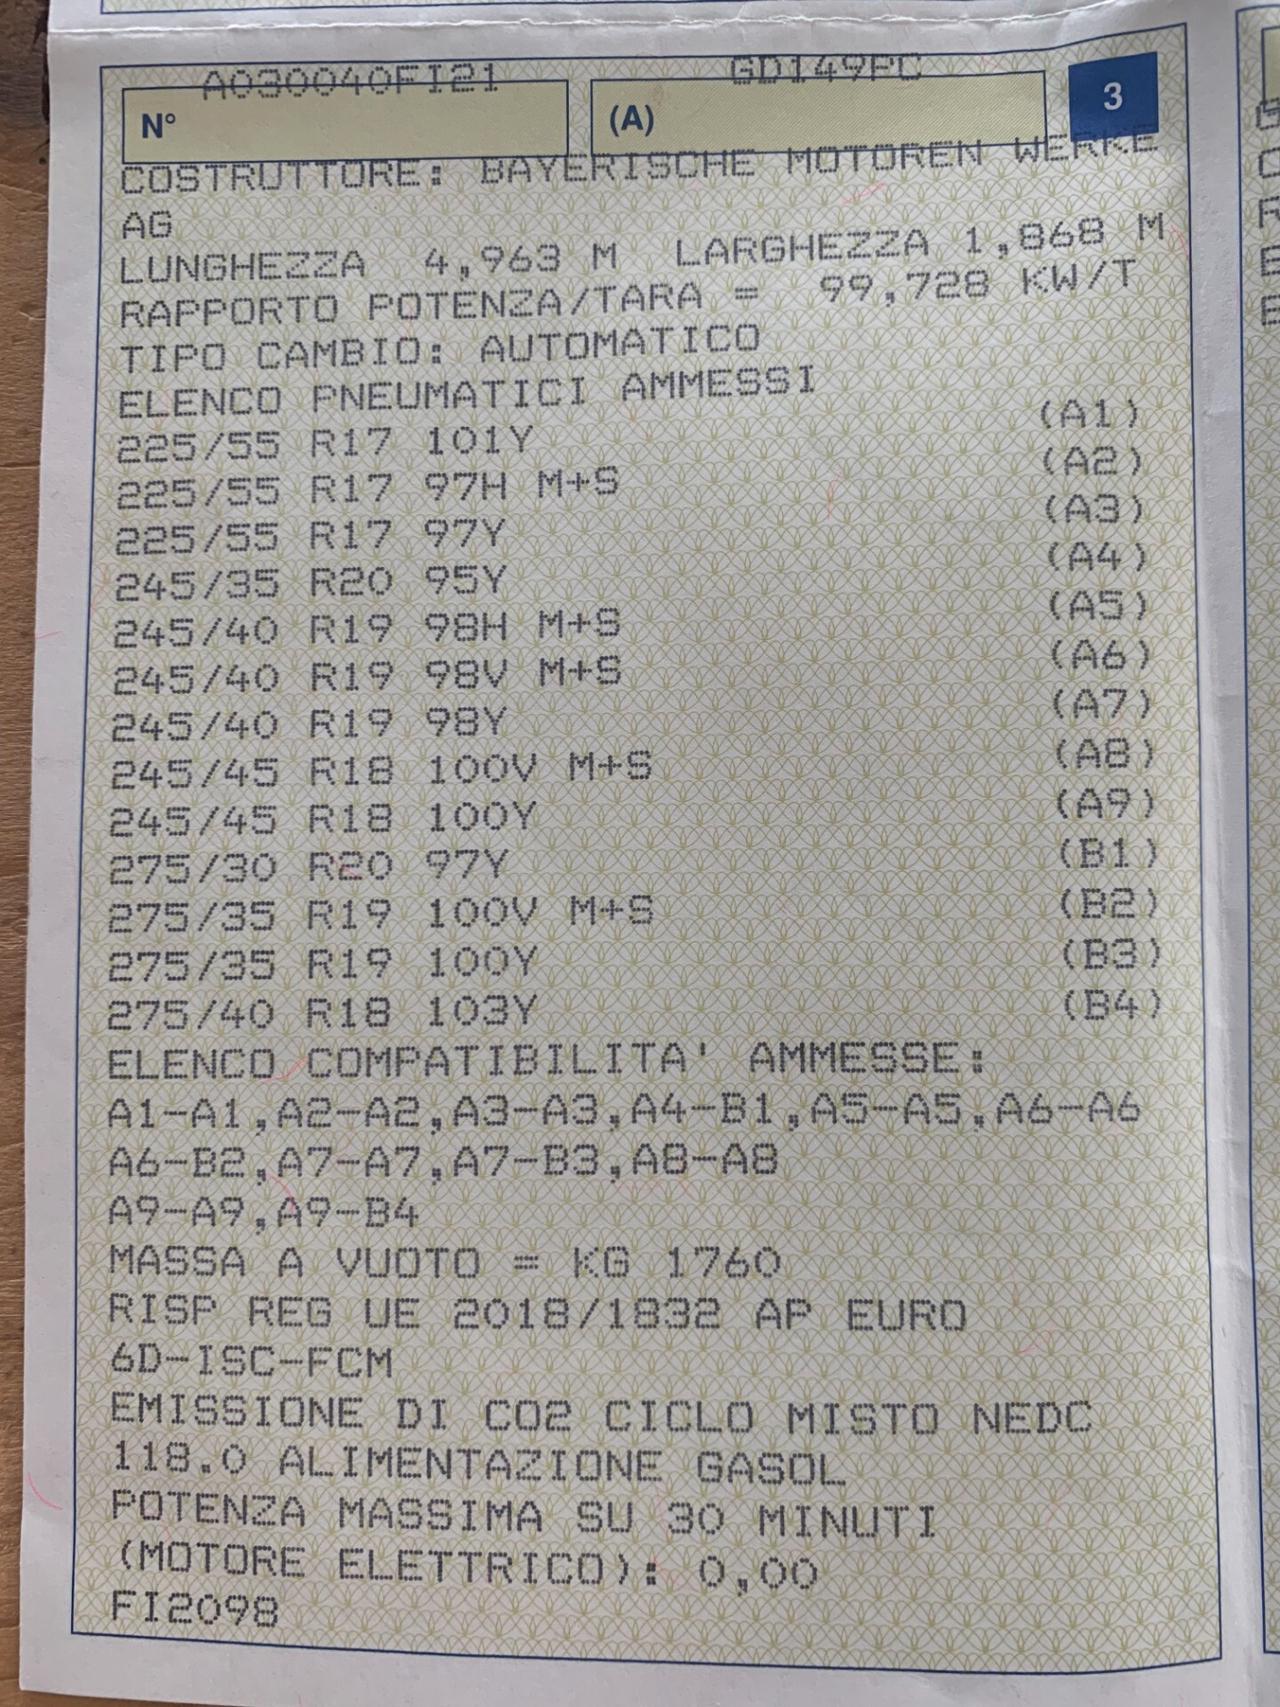 A030040FI21 GD149PC
N° (A) 3
COSTRUTTORE: BAYERISCHE MOTOREN WERKE
AG
LUNGHEZZA 4,963 M LARGHEZZA 1,868 M
RAPPORTO POTENZA/TARA = 99,728 KW/T
TIPO CAMBIO: AUTOMATICO
ELENCO PNEUMATICI AMMESSI
225/55 R17 101Y (A1)
225/55 R17 97H M+S (A2)
225/55 R17 97Y (A3)
245/35 R20 95Y (A4)
245/40 R19 98H M+S (A5)
245/40 R19 98V M+S (A6)
245/40 R19 98Y (A7)
245/45 R18 100V M+S (A8)
245/45 R18 100Y (A9)
275/30 R20 97Y (B1)
275/35 R19 100V M+S (B2)
275/35 R19 100Y (B3)
275/40 R18 103Y (B4)
ELENCO COMPATIBILITA' AMMESSE:
A1-A1,A2-A2,A3-A3,A4-B1,A5-A5,A6-A6
A6-B2,A7-A7,A7-B3,A8-A8
A9-A9,A9-B4
MASSA A VUOTO = KG 1760
RISP REG UE 2018/1832 AP EURO
6D-ISC-FCM
EMISSIONE DI CO2 CICLO MISTO NEDC
118.0 ALIMENTAZIONE GASOL
POTENZA MASSIMA SU 30 MINUTI
(MOTORE ELETTRICO): 0,00
FI2098